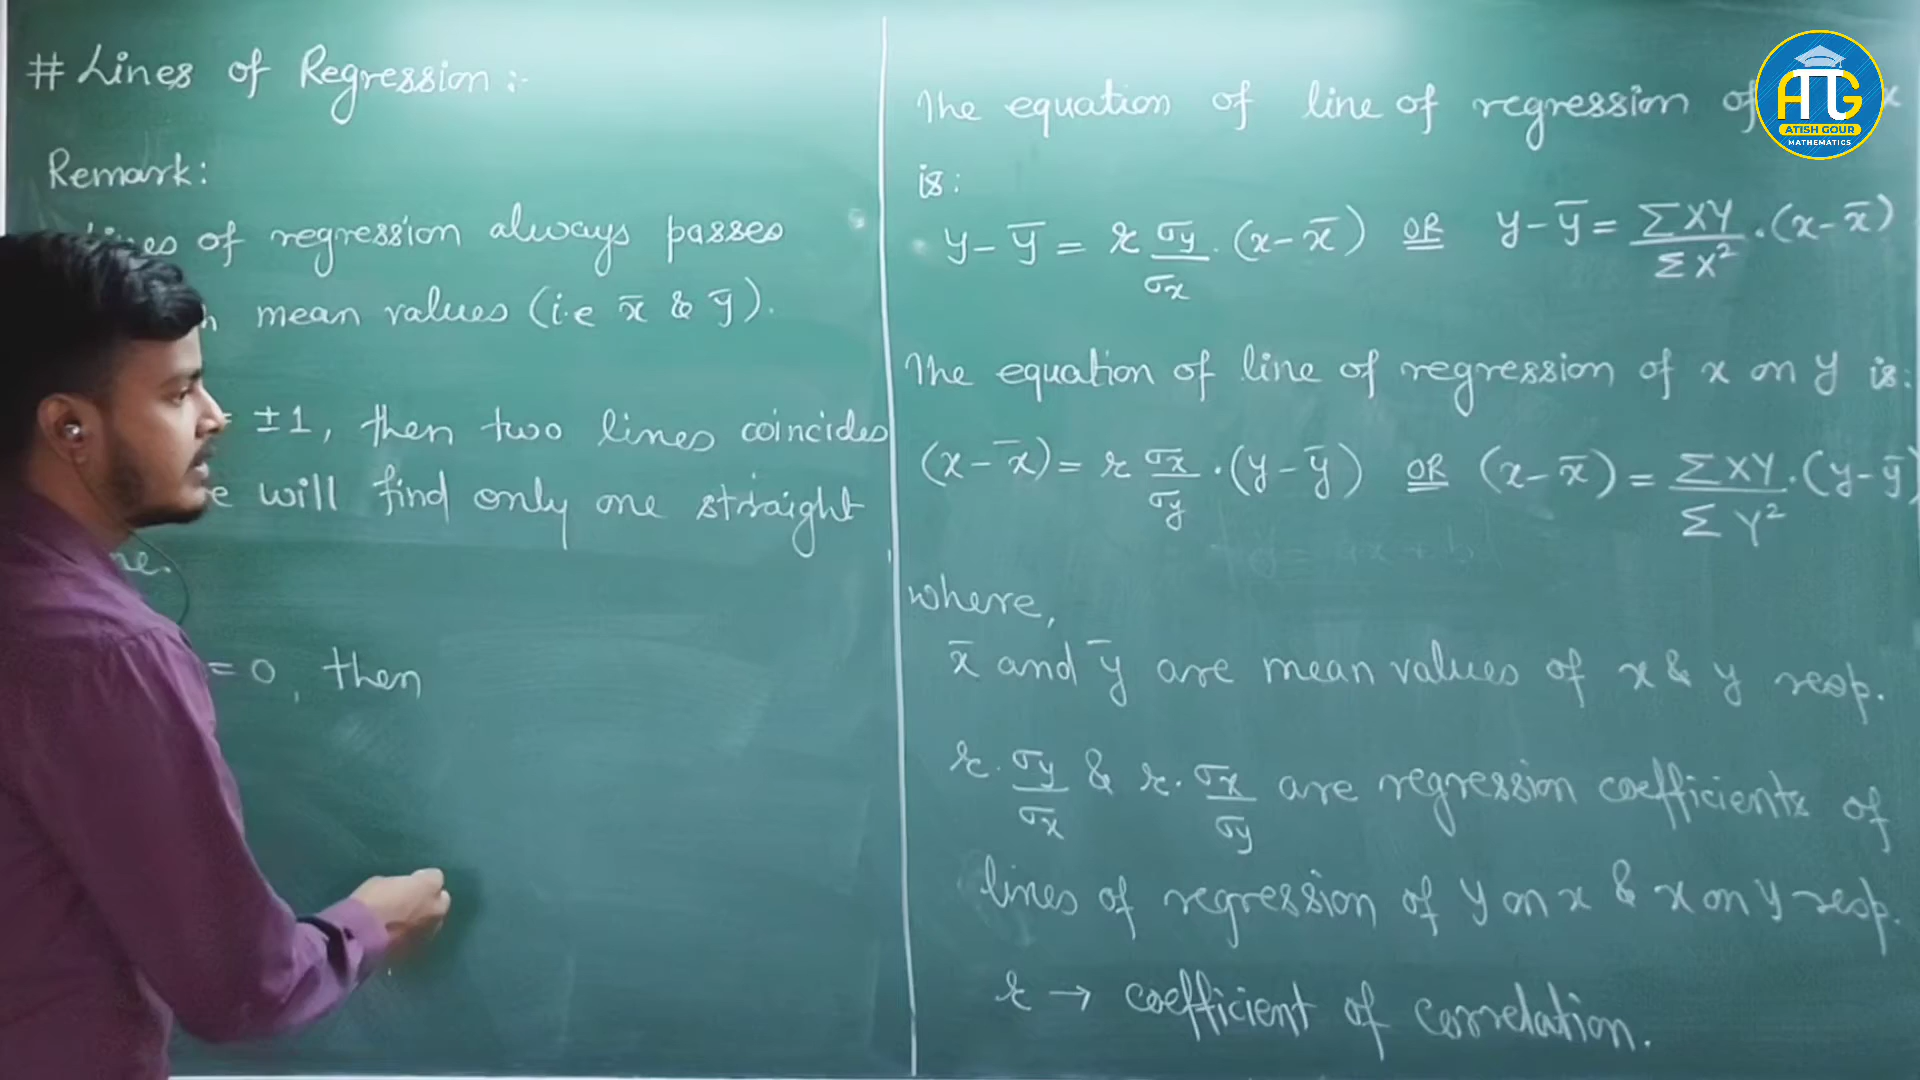 # Lines of Regression :-
Remark:
Lines of regression always passes
mean values (i.e x̄ & ȳ).
= ±1, then two lines coincides
will find only one straight
= 0, then
The equation of line of regression of x
is:
y - ȳ = r σy/σx · (x - x̄) OR y - ȳ = ΣXY/ΣX² · (x - x̄)
The equation of line of regression of x on y is:
(x - x̄) = r σx/σy · (y - ȳ) OR (x - x̄) = ΣXY/ΣY² · (y - ȳ)
where,
x̄ and ȳ are mean values of x & y resp.
r · σy/σx & r · σx/σy are regression coefficients of
lines of regression of y on x & x on y resp.
r → coefficient of correlation.
ATG
ATISH GOUR
MATHEMATICS